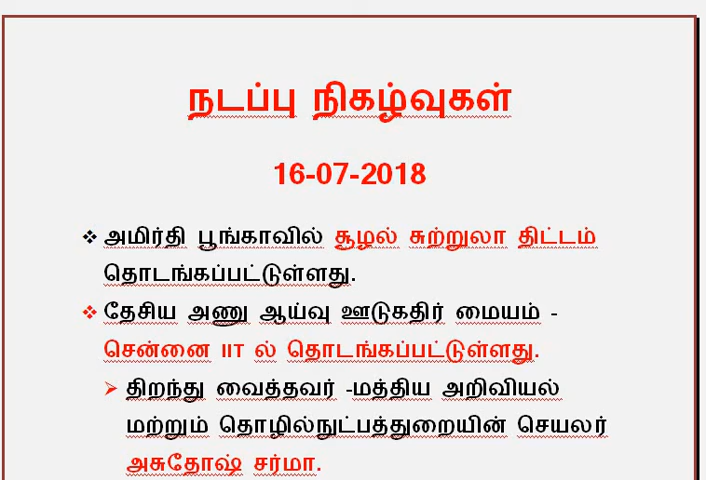 நடப்பு நிகழ்வுகள்
16-07-2018
❖ அமிர்தி பூங்காவில் சூழல் சுற்றுலா திட்டம்
தொடங்கப்பட்டுள்ளது.
❖ தேசிய அணு ஆய்வு ஊடுகதிர் மையம் -
சென்னை IIT ல் தொடங்கப்பட்டுள்ளது.
➢ திறந்து வைத்தவர் -மத்திய அறிவியல்
மற்றும் தொழில்நுட்பத்துறையின் செயலர்
அசுதோஷ் சர்மா.